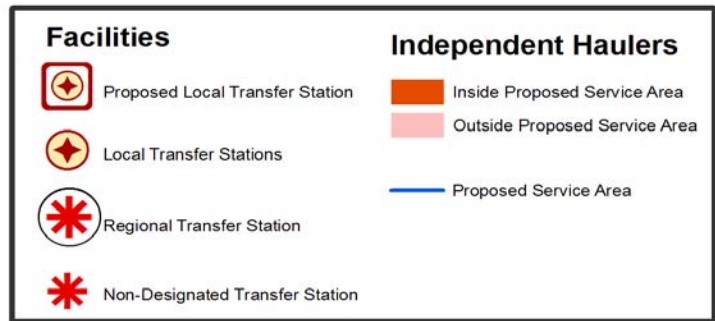 Facilities
Proposed Local Transfer Station
Local Transfer Stations
Regional Transfer Station
Non-Designated Transfer Station
Independent Haulers
Inside Proposed Service Area
Outside Proposed Service Area
Proposed Service Area